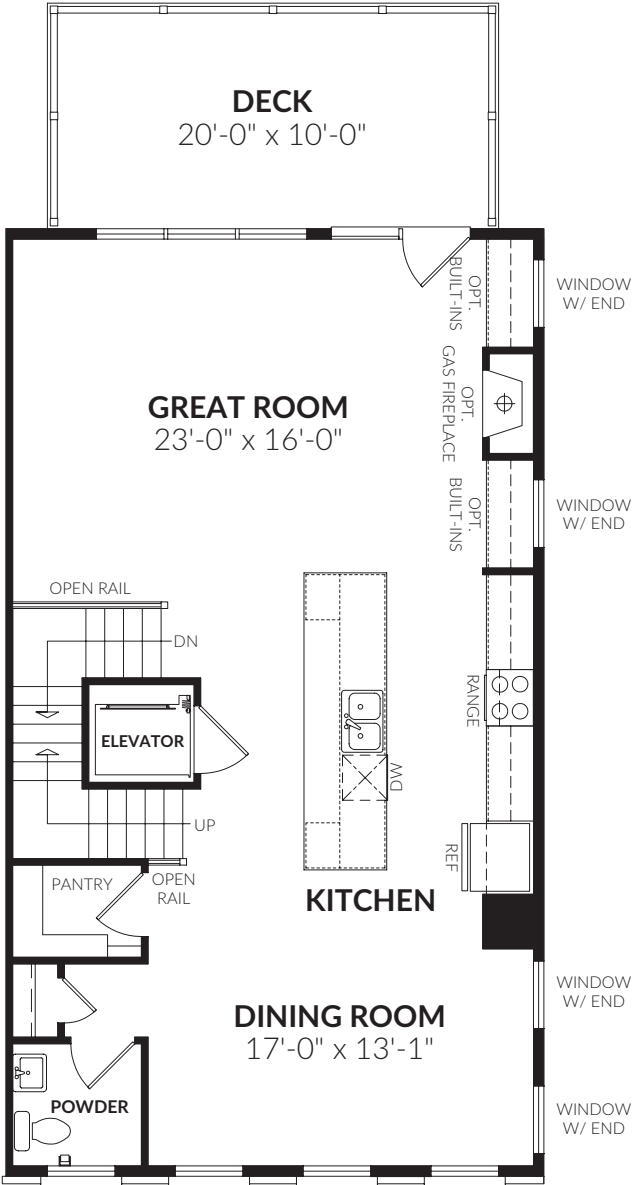 DECK
20'-0" x 10'-0"
WINDOW
W/ END
OPT.
BUILT-INS
GREAT ROOM
23'-0" x 16'-0"
OPT.
GAS FIREPLACE
OPT.
BUILT-INS
WINDOW
W/ END
OPEN RAIL
DN
RANGE
ELEVATOR
DW
UP
REF
PANTRY
OPEN
RAIL
KITCHEN
WINDOW
W/ END
DINING ROOM
17'-0" x 13'-1"
POWDER
WINDOW
W/ END